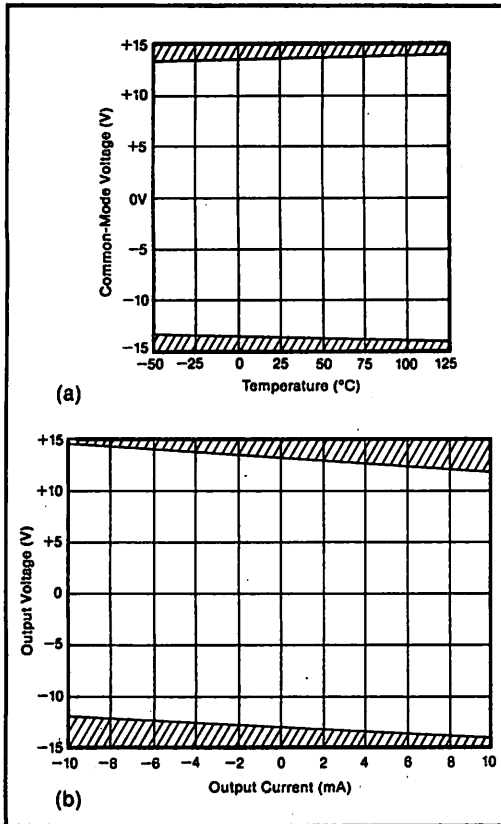 +15
+10
+5
0V
−5
−10
−15
Common-Mode Voltage (V)
−50 −25 0 25 50 75 100 125
Temperature (°C)
(a)
+15
+10
+5
0
−5
−10
−15
Output Voltage (V)
−10 −8 −6 −4 −2 0 2 4 6 8 10
Output Current (mA)
(b)